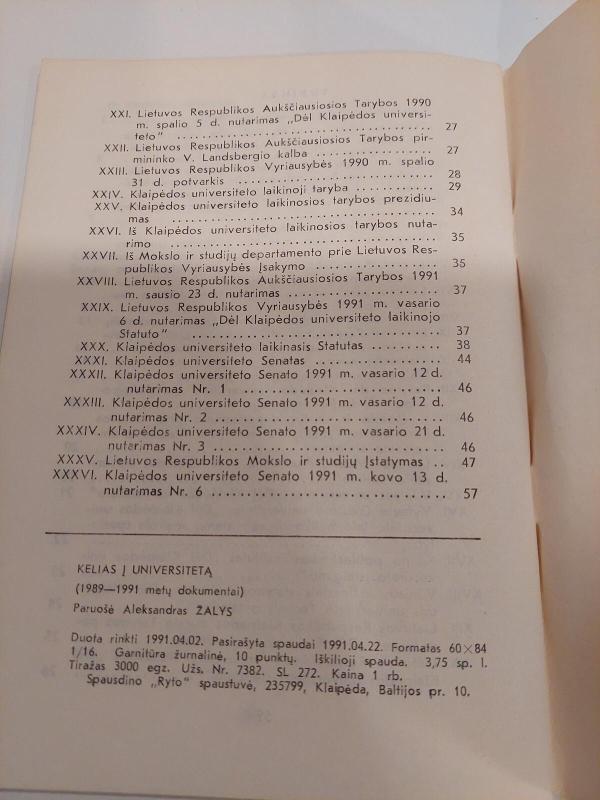 XXI. Lietuvos Respublikos Aukščiausiosios Tarybos 1990
m. spalio 5 d. nutarimas „Dėl Klaipėdos universi-
teto" .................................... 27
XXII. Lietuvos Respublikos Aukščiausiosios Tarybos pir-
mininko V. Landsbergio kalba ................ 27
XXIII. Lietuvos Respublikos Vyriausybės 1990 m. spalio
31 d. potvarkis ............................ 28
XXIV. Klaipėdos universiteto laikinoji taryba ........... 29
XXV. Klaipėdos universiteto laikinosios tarybos prezidiu-
mas .................................... 34
XXVI. Iš Klaipėdos universiteto laikinosios tarybos nuta-
rimo .................................... 35
XXVII. Iš Mokslo ir studijų departamento prie Lietuvos Res-
publikos Vyriausybės Įsakymo ................ 35
XXVIII. Lietuvos Respublikos Aukščiausiosios Tarybos 1991
m. sausio 23 d. nutarimas .................... 37
XXIX. Lietuvos Respublikos Vyriausybės 1991 m. vasario
6 d. nutarimas „Dėl Klaipėdos universiteto laikinojo
Statuto" .................................... 37
XXX. Klaipėdos universiteto laikinasis Statutas ......... 38
XXXI. Klaipėdos universiteto Senatas ................ 44
XXXII. Klaipėdos universiteto Senato 1991 m. vasario 12 d.
nutarimas Nr. 1 ............................ 46
XXXIII. Klaipėdos universiteto Senato 1991 m. vasario 12 d.
nutarimas Nr. 2 ............................ 46
XXXIV. Klaipėdos universiteto Senato 1991 m. vasario 21 d.
nutarimas Nr. 3 ............................ 46
XXXV. Lietuvos Respublikos Mokslo ir studijų Įstatymas .. 47
XXXVI. Klaipėdos universiteto Senato 1991 m. kovo 13 d.
nutarimas Nr. 6 ............................ 57
KELIAS Į UNIVERSITETĄ
(1989—1991 metų dokumentai)
Paruošė Aleksandras ŽALYS
Duota rinkti 1991.04.02. Pasirašyta spaudai 1991.04.22. Formatas 60×84
1/16. Garnitūra žurnalinė, 10 punktų. Iškilioji spauda. 3,75 sp. l.
Tiražas 3000 egz. Užs. Nr. 7382. SL 272. Kaina 1 rb.
Spausdino „Ryto" spaustuvė, 235799, Klaipėda, Baltijos pr. 10.